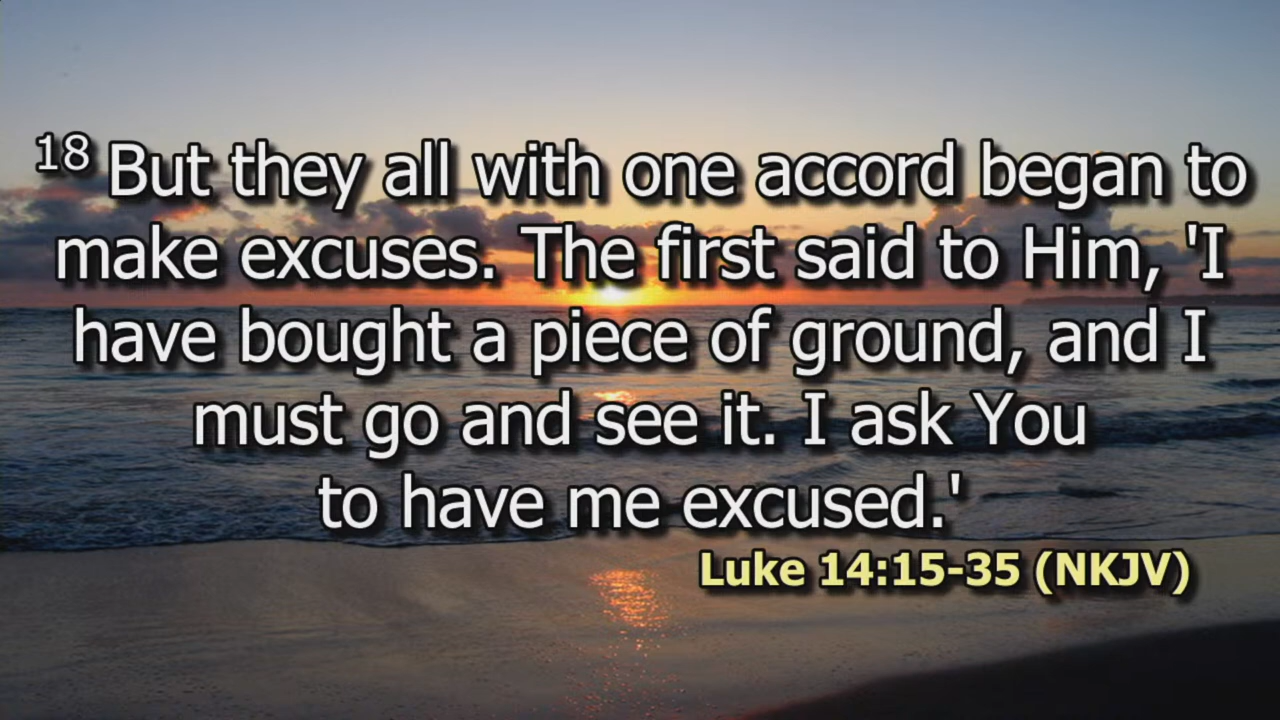 18 But they all with one accord began to
make excuses. The first said to Him, 'I
have bought a piece of ground, and I
must go and see it. I ask You
to have me excused.'
Luke 14:15-35 (NKJV)